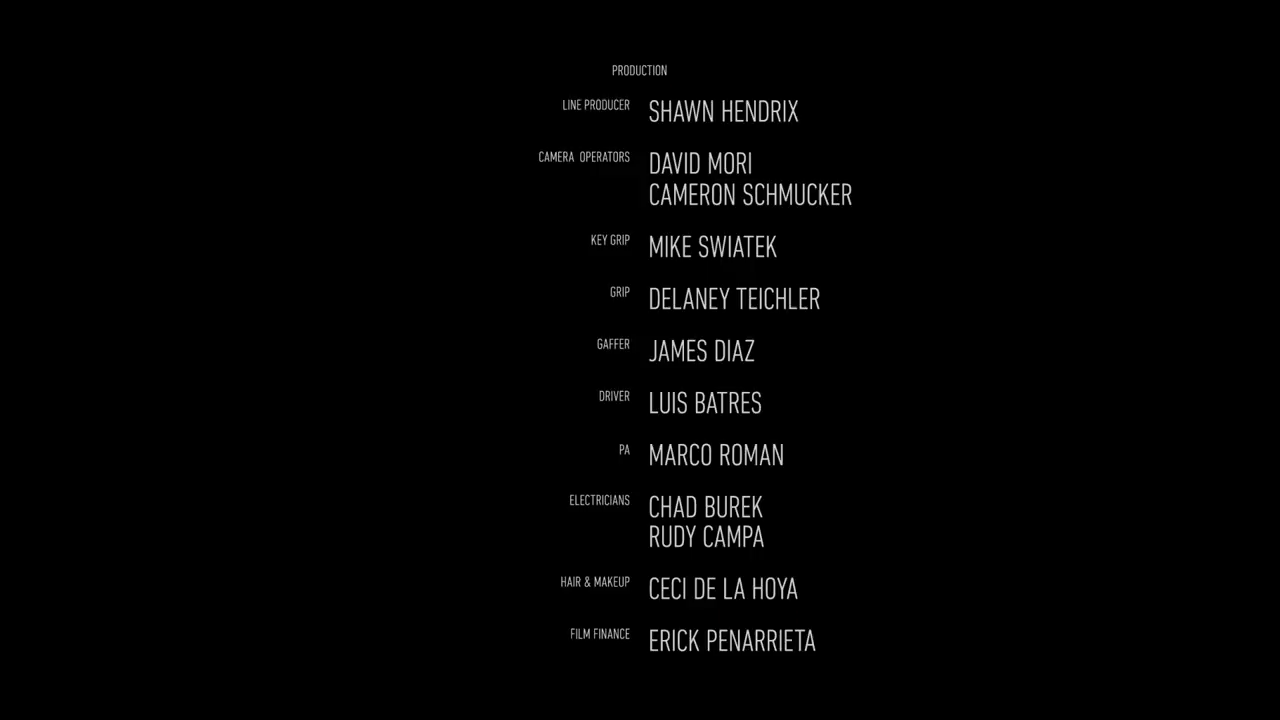 PRODUCTION
LINE PRODUCER SHAWN HENDRIX
CAMERA OPERATORS DAVID MORI
CAMERON SCHMUCKER
KEY GRIP MIKE SWIATEK
GRIP DELANEY TEICHLER
GAFFER JAMES DIAZ
DRIVER LUIS BATRES
PA MARCO ROMAN
ELECTRICIANS CHAD BUREK
RUDY CAMPA
HAIR & MAKEUP CECI DE LA HOYA
FILM FINANCE ERICK PENARRIETA